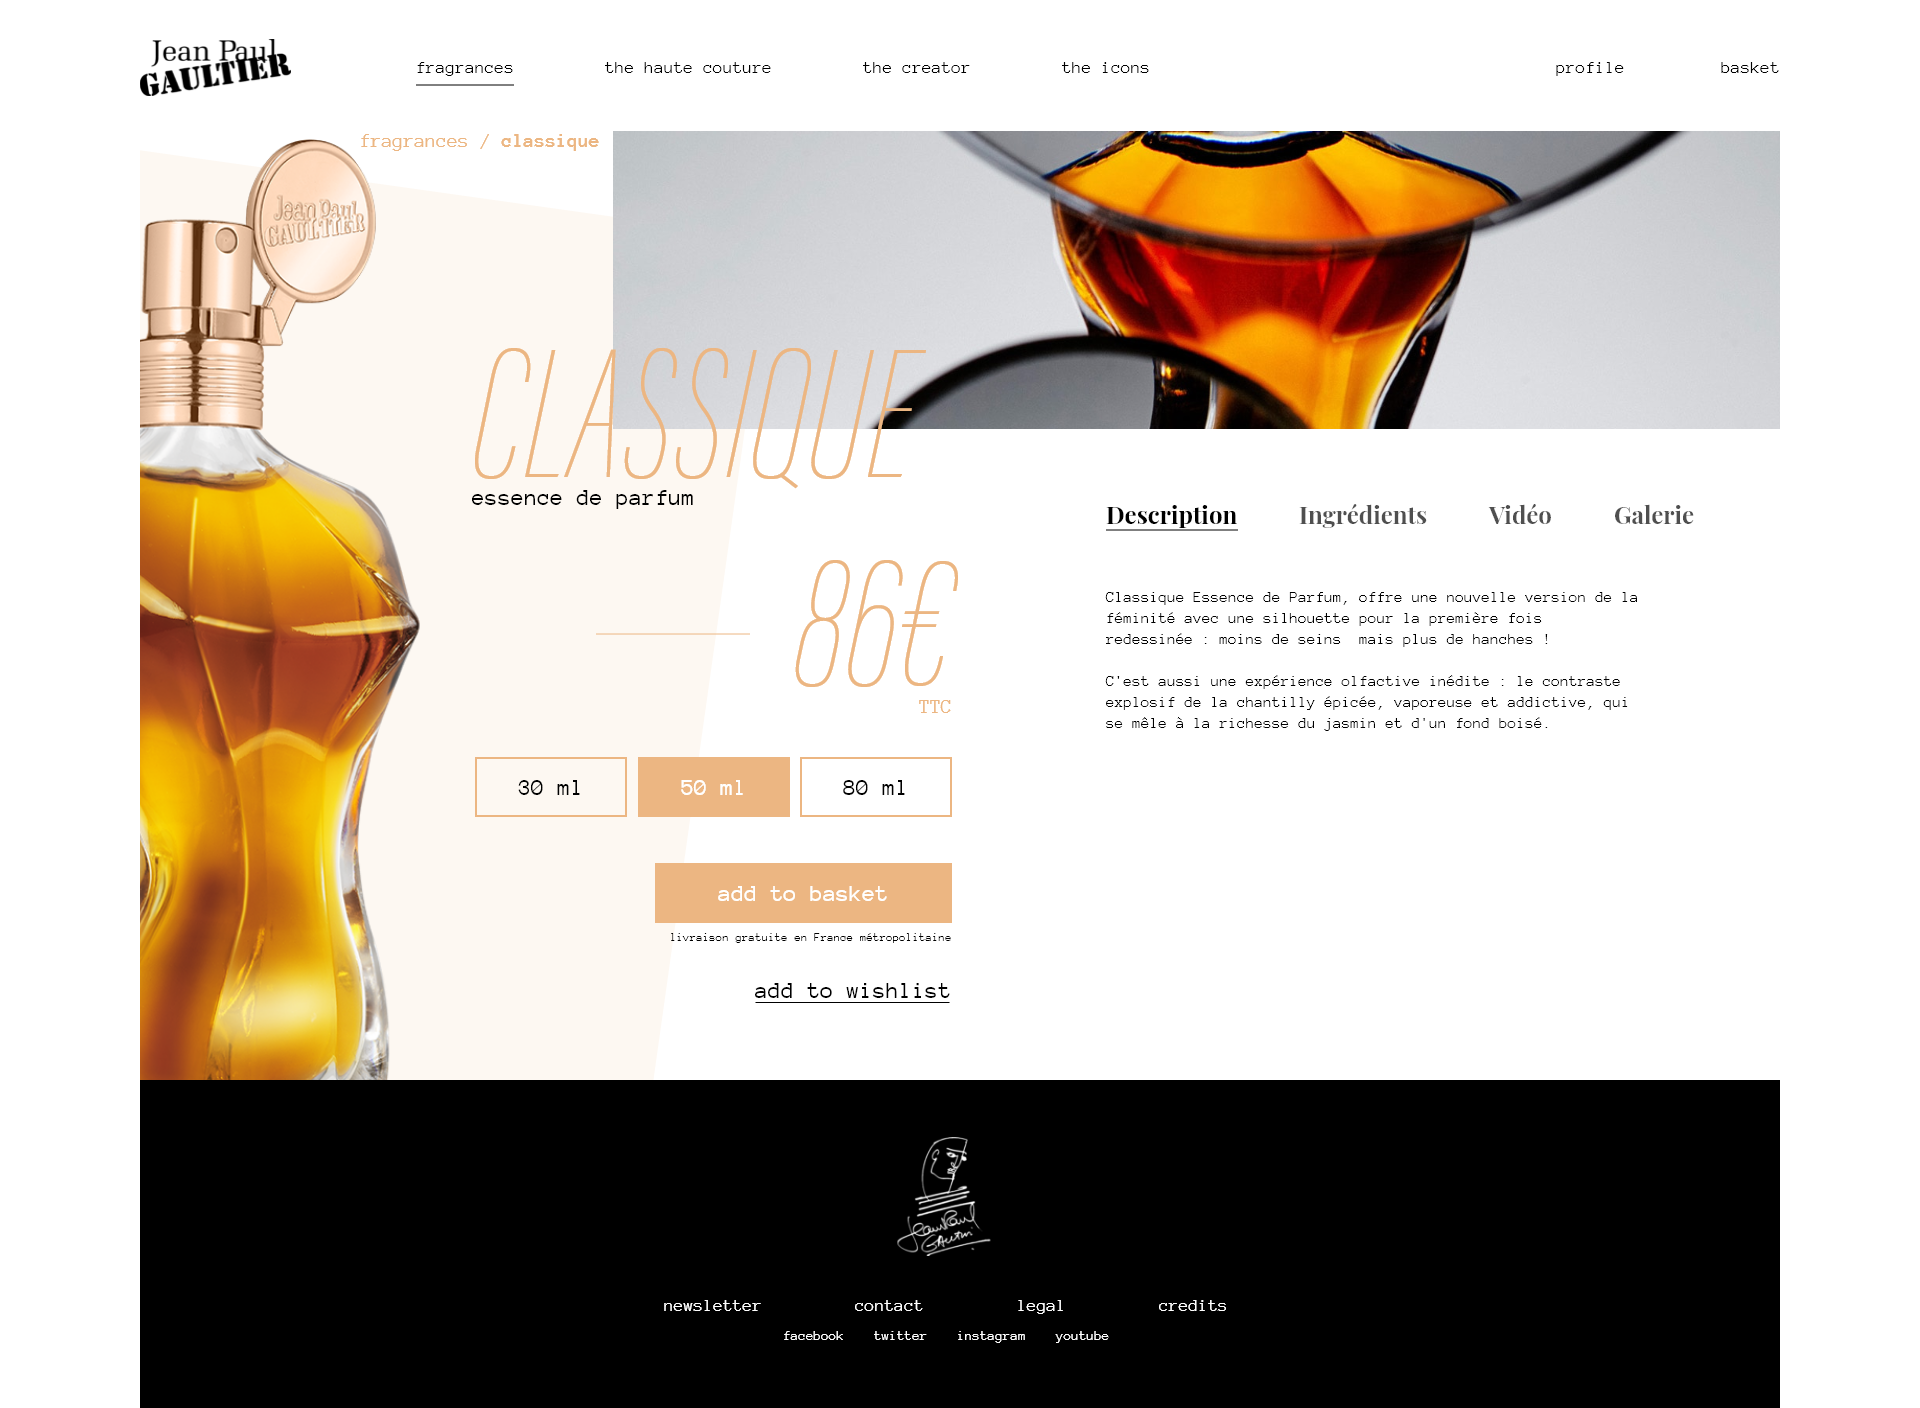 Jean Paul
GAULTIER
fragrances
the haute couture
the creator
the icons
profile
basket
fragrances / classique
Jean Paul
GAULTIER
CLASSIQUE
essence de parfum
86€
TTC
30 ml
50 ml
80 ml
add to basket
livraison gratuite en France métropolitaine
add to wishlist
Description
Ingrédients
Vidéo
Galerie
Classique Essence de Parfum, offre une nouvelle version de la
féminité avec une silhouette pour la première fois
redessinée : moins de seins  mais plus de hanches !
C'est aussi une expérience olfactive inédite : le contraste
explosif de la chantilly épicée, vaporeuse et addictive, qui
se mêle à la richesse du jasmin et d'un fond boisé.
Jean Paul
Gaultier
newsletter
contact
legal
credits
facebook
twitter
instagram
youtube